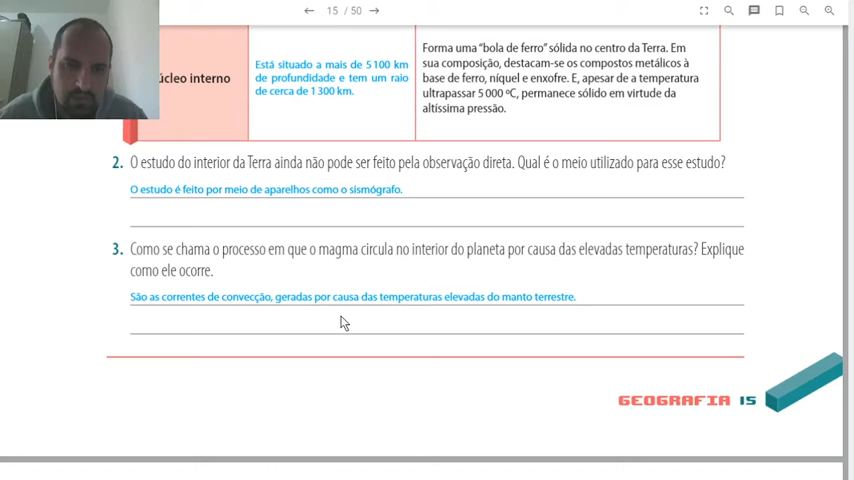 15 / 50
úcleo interno
Está situado a mais de 5 100 km
de profundidade e tem um raio
de cerca de 1 300 km.
Forma uma “bola de ferro” sólida no centro da Terra. Em
sua composição, destacam-se os compostos metálicos à
base de ferro, níquel e enxofre. E, apesar de a temperatura
ultrapassar 5 000 ºC, permanece sólido em virtude da
altíssima pressão.
2. O estudo do interior da Terra ainda não pode ser feito pela observação direta. Qual é o meio utilizado para esse estudo?
O estudo é feito por meio de aparelhos como o sismógrafo.
3. Como se chama o processo em que o magma circula no interior do planeta por causa das elevadas temperaturas? Explique
como ele ocorre.
São as correntes de convecção, geradas por causa das temperaturas elevadas do manto terrestre.
GEOGRAFIA 15